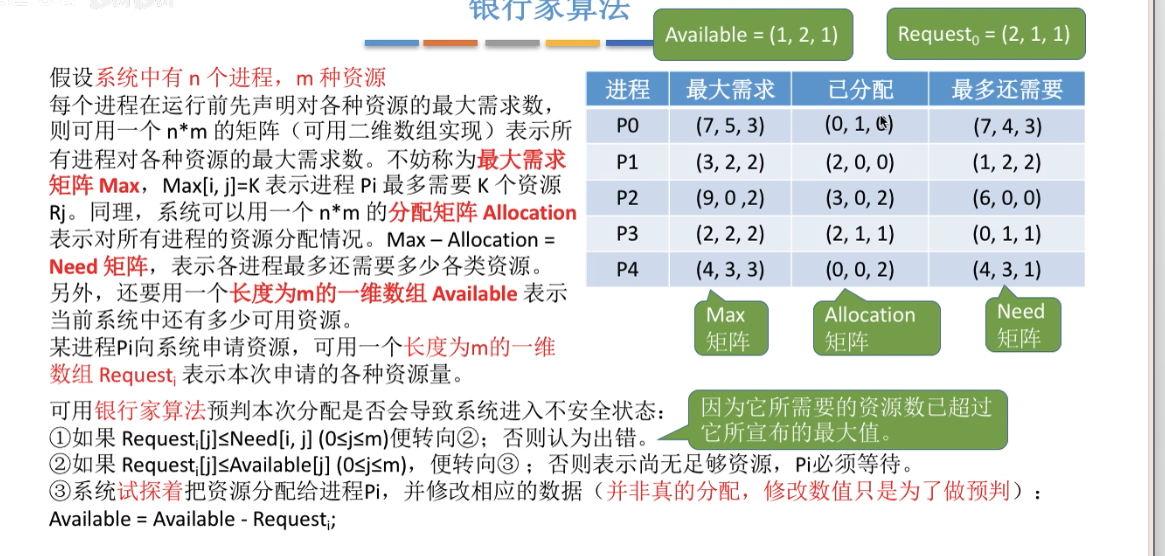 银行家算法
Available = (1, 2, 1)
Request0 = (2, 1, 1)
假设系统中有 n 个进程，m 种资源
每个进程在运行前先声明对各种资源的最大需求数，
则可用一个 n*m 的矩阵（可用二维数组实现）表示所
有进程对各种资源的最大需求数。不妨称为最大需求
矩阵 Max，Max[i, j]=K 表示进程 Pi 最多需要 K 个资源
Rj。同理，系统可以用一个 n*m 的分配矩阵 Allocation
表示对所有进程的资源分配情况。Max – Allocation =
Need 矩阵，表示各进程最多还需要多少各类资源。
另外，还要用一个长度为m的一维数组 Available 表示
当前系统中还有多少可用资源。
某进程Pi向系统申请资源，可用一个长度为m的一维
数组 Requesti 表示本次申请的各种资源量。
进程 最大需求 已分配 最多还需要
P0 (7, 5, 3) (0, 1, 0) (7, 4, 3)
P1 (3, 2, 2) (2, 0, 0) (1, 2, 2)
P2 (9, 0 ,2) (3, 0, 2) (6, 0, 0)
P3 (2, 2, 2) (2, 1, 1) (0, 1, 1)
P4 (4, 3, 3) (0, 0, 2) (4, 3, 1)
Max
矩阵
Allocation
矩阵
Need
矩阵
可用银行家算法预判本次分配是否会导致系统进入不安全状态：
①如果 Requesti[j]≤Need[i, j] (0≤j≤m)便转向②；否则认为出错。
因为它所需要的资源数已超过
它所宣布的最大值。
②如果 Requesti[j]≤Available[j] (0≤j≤m)，便转向③；否则表示尚无足够资源，Pi必须等待。
③系统试探着把资源分配给进程Pi，并修改相应的数据（并非真的分配，修改数值只是为了做预判）：
Available = Available - Requesti;